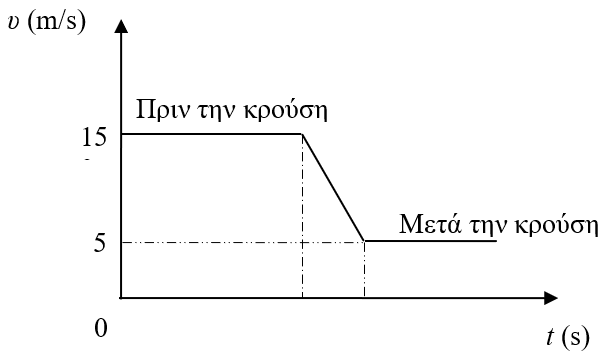 υ (m/s)
Πριν την κρούση
15
Μετά την κρούση
5
0
t (s)